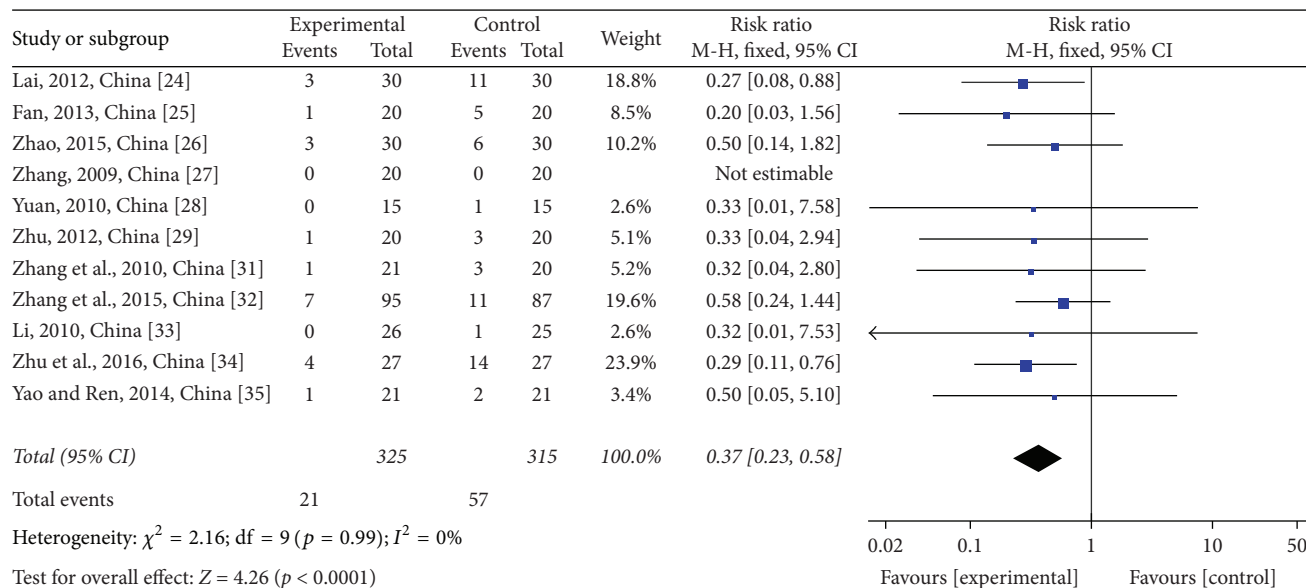 Study or subgroup Experimental Control Weight Risk ratio Risk ratio
Events Total Events Total M-H, fixed, 95% CI M-H, fixed, 95% CI
Lai, 2012, China [24] 3 30 11 30 18.8% 0.27 [0.08, 0.88]
Fan, 2013, China [25] 1 20 5 20 8.5% 0.20 [0.03, 1.56]
Zhao, 2015, China [26] 3 30 6 30 10.2% 0.50 [0.14, 1.82]
Zhang, 2009, China [27] 0 20 0 20 Not estimable
Yuan, 2010, China [28] 0 15 1 15 2.6% 0.33 [0.01, 7.58]
Zhu, 2012, China [29] 1 20 3 20 5.1% 0.33 [0.04, 2.94]
Zhang et al., 2010, China [31] 1 21 3 20 5.2% 0.32 [0.04, 2.80]
Zhang et al., 2015, China [32] 7 95 11 87 19.6% 0.58 [0.24, 1.44]
Li, 2010, China [33] 0 26 1 25 2.6% 0.32 [0.01, 7.53]
Zhu et al., 2016, China [34] 4 27 14 27 23.9% 0.29 [0.11, 0.76]
Yao and Ren, 2014, China [35] 1 21 2 21 3.4% 0.50 [0.05, 5.10]
Total (95% CI) 325 315 100.0% 0.37 [0.23, 0.58]
Total events 21 57
Heterogeneity: χ² = 2.16; df = 9 (p = 0.99); I² = 0%
0.02 0.1 1 10 50
Test for overall effect: Z = 4.26 (p < 0.0001) Favours [experimental] Favours [control]